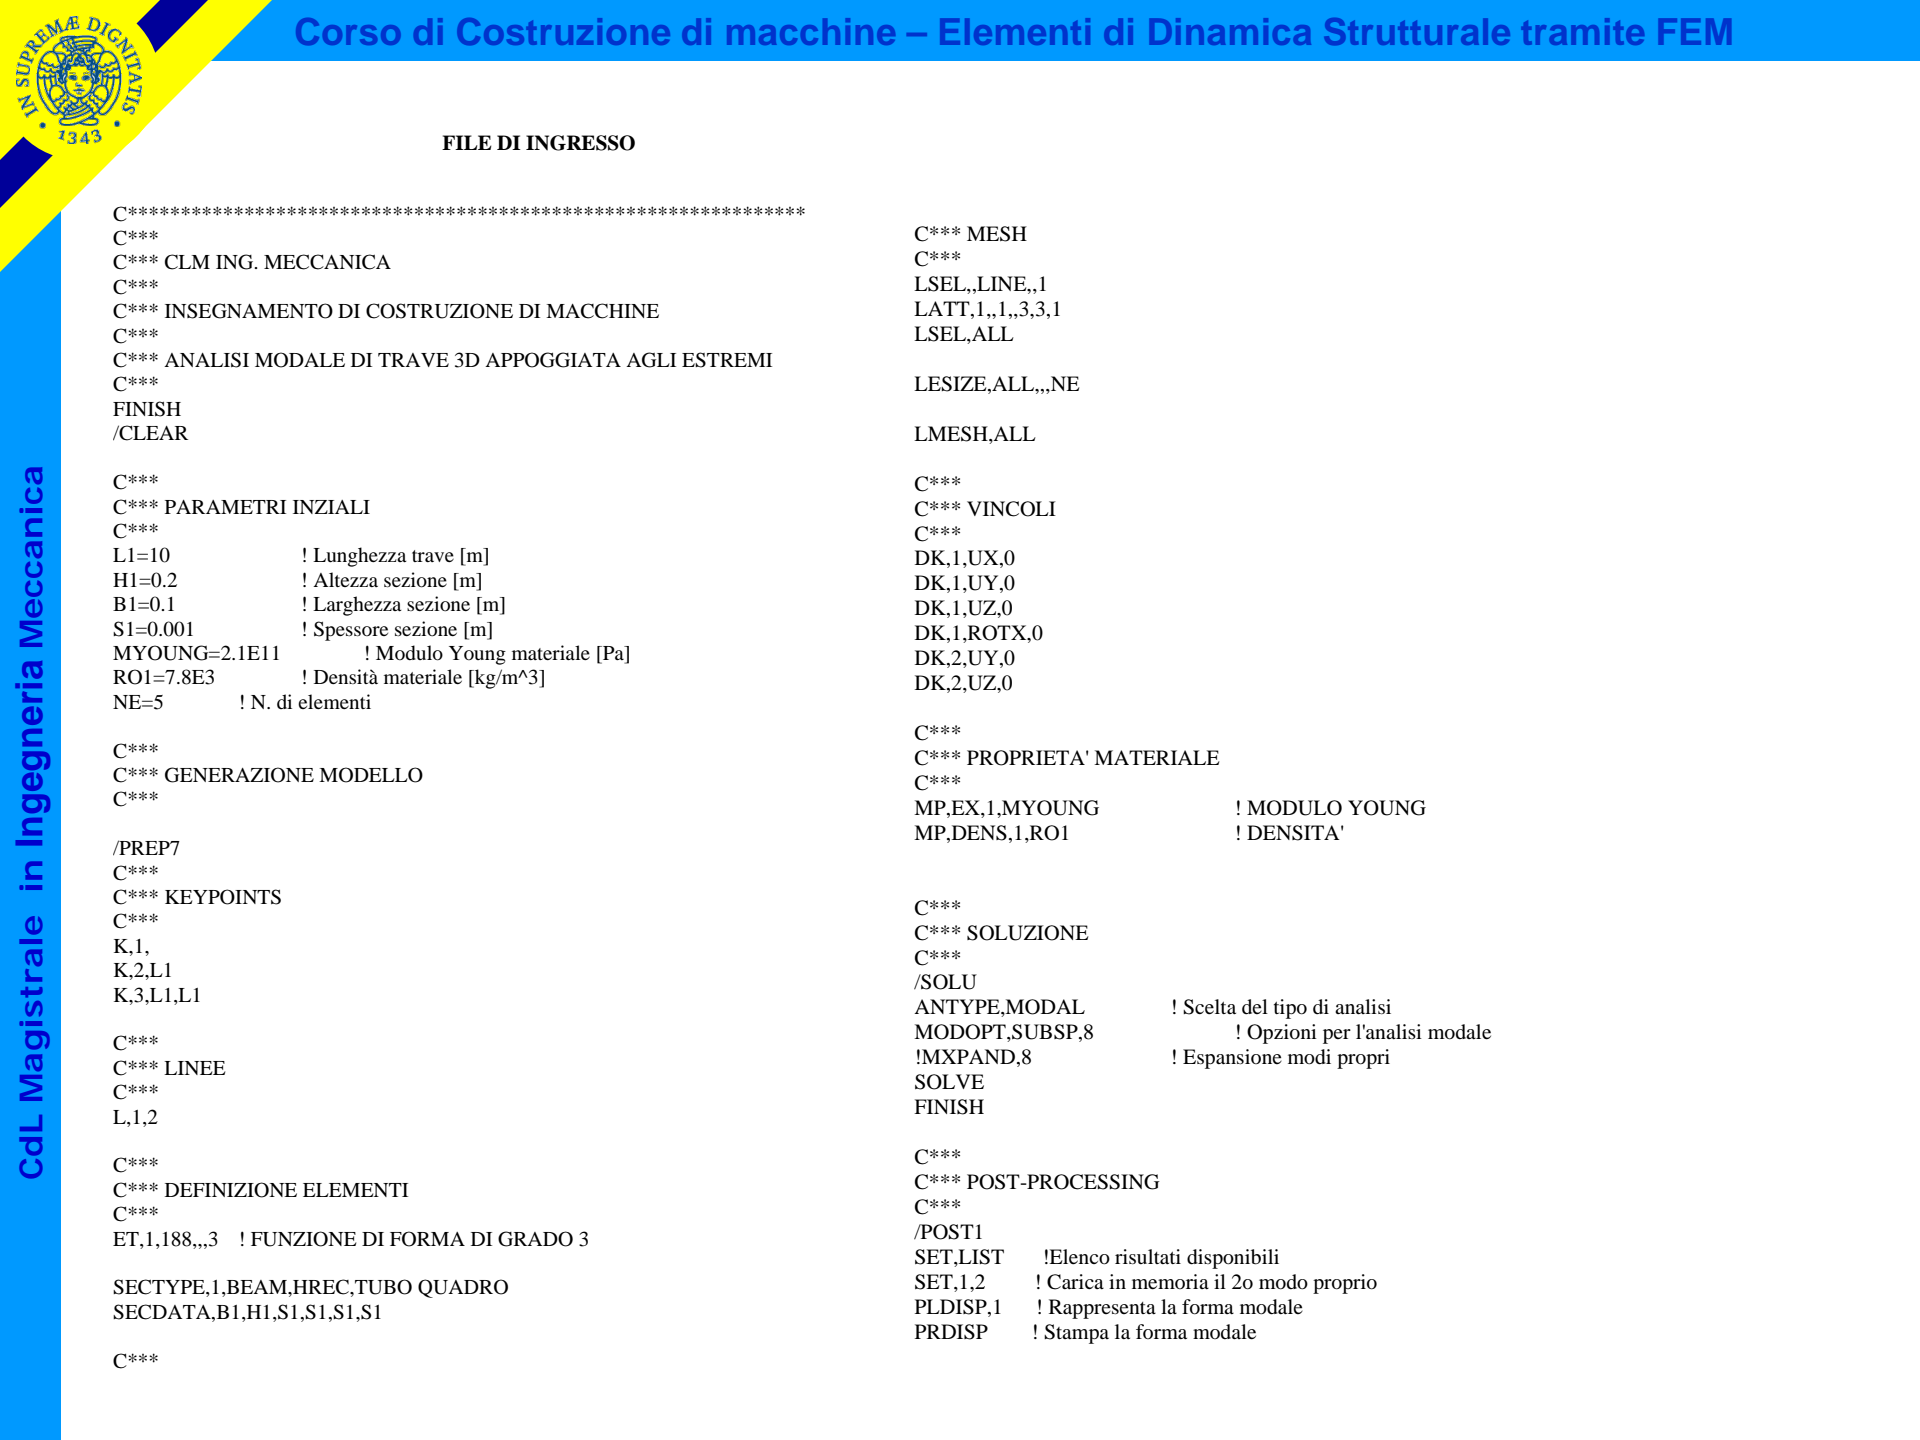 Corso di Costruzione di macchine – Elementi di Dinamica Strutturale tramite FEM
IN SUPREMÆ DIGNITATIS
1343
CdL Magistrale in Ingegneria Meccanica
FILE DI INGRESSO
C****************************************************************
C***
C*** CLM ING. MECCANICA
C***
C*** INSEGNAMENTO DI COSTRUZIONE DI MACCHINE
C***
C*** ANALISI MODALE DI TRAVE 3D APPOGGIATA AGLI ESTREMI
C***
FINISH
/CLEAR
C***
C*** PARAMETRI INZIALI
C***
L1=10 ! Lunghezza trave [m]
H1=0.2 ! Altezza sezione [m]
B1=0.1 ! Larghezza sezione [m]
S1=0.001 ! Spessore sezione [m]
MYOUNG=2.1E11 ! Modulo Young materiale [Pa]
RO1=7.8E3 ! Densità materiale [kg/m^3]
NE=5 ! N. di elementi
C***
C*** GENERAZIONE MODELLO
C***
/PREP7
C***
C*** KEYPOINTS
C***
K,1,
K,2,L1
K,3,L1,L1
C***
C*** LINEE
C***
L,1,2
C***
C*** DEFINIZIONE ELEMENTI
C***
ET,1,188,,,3 ! FUNZIONE DI FORMA DI GRADO 3
SECTYPE,1,BEAM,HREC,TUBO QUADRO
SECDATA,B1,H1,S1,S1,S1,S1
C***
C*** MESH
C***
LSEL,,LINE,,1
LATT,1,,1,,3,3,1
LSEL,ALL
LESIZE,ALL,,,NE
LMESH,ALL
C***
C*** VINCOLI
C***
DK,1,UX,0
DK,1,UY,0
DK,1,UZ,0
DK,1,ROTX,0
DK,2,UY,0
DK,2,UZ,0
C***
C*** PROPRIETA' MATERIALE
C***
MP,EX,1,MYOUNG ! MODULO YOUNG
MP,DENS,1,RO1 ! DENSITA'
C***
C*** SOLUZIONE
C***
/SOLU
ANTYPE,MODAL ! Scelta del tipo di analisi
MODOPT,SUBSP,8 ! Opzioni per l'analisi modale
!MXPAND,8 ! Espansione modi propri
SOLVE
FINISH
C***
C*** POST-PROCESSING
C***
/POST1
SET,LIST !Elenco risultati disponibili
SET,1,2 ! Carica in memoria il 2o modo proprio
PLDISP,1 ! Rappresenta la forma modale
PRDISP ! Stampa la forma modale